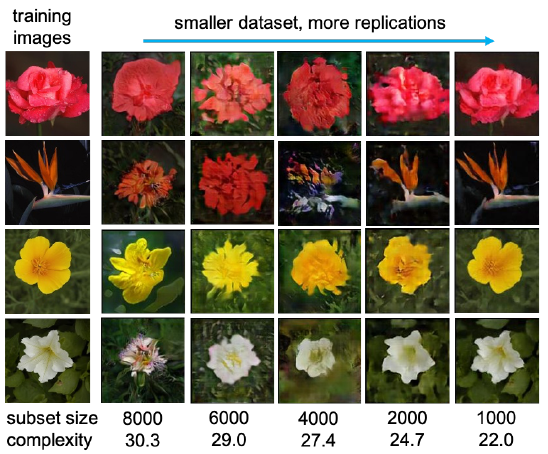 training
images
smaller dataset, more replications
subset size 8000 6000 4000 2000 1000
complexity 30.3 29.0 27.4 24.7 22.0